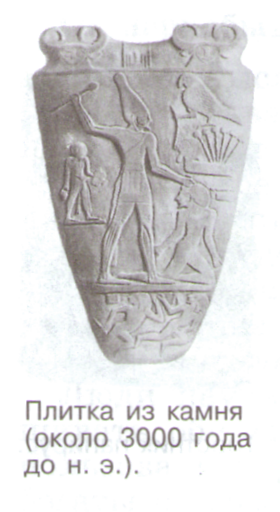 Плитка из камня
(около 3000 года
до н. э.).